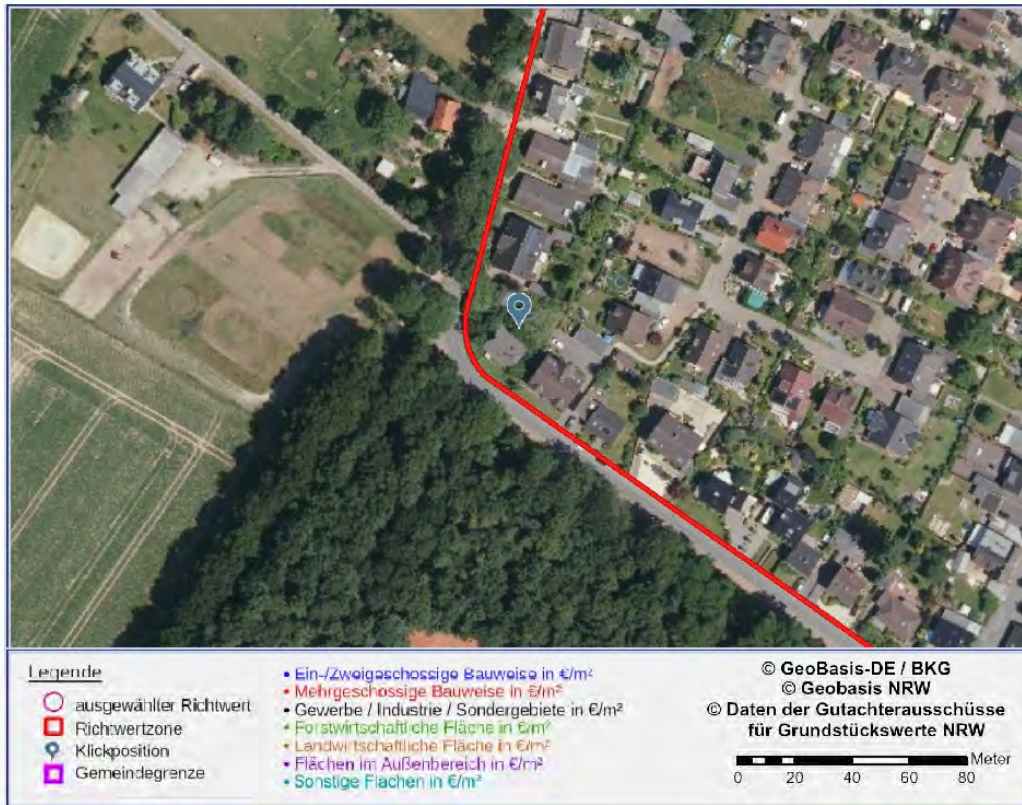 Legende
ausgewählter Richtwert
Richtwertzone
Klickposition
Gemeindegrenze
• Ein-/Zweigeschossige Bauweise in €/m²
• Mehrgeschossige Bauweise in €/m²
• Gewerbe / Industrie / Sondergebiete in €/m²
• Forstwirtschaftliche Fläche in €/m²
• Landwirtschaftliche Fläche in €/m²
• Flächen im Außenbereich in €/m²
• Sonstige Flächen in €/m²
© GeoBasis-DE / BKG
© Geobasis NRW
© Daten der Gutachterausschüsse
für Grundstückswerte NRW
Meter
0 20 40 60 80